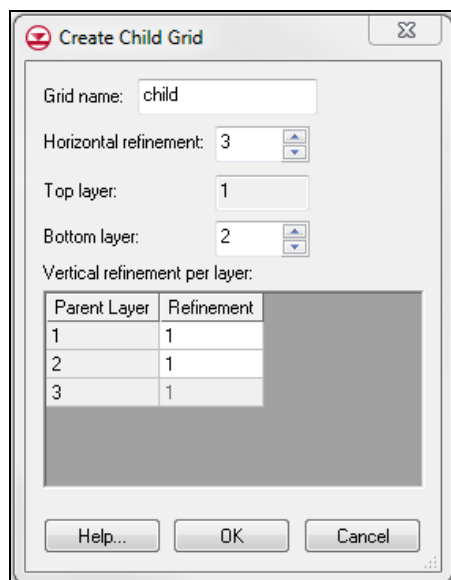 Create Child Grid
Grid name: child
Horizontal refinement: 3
Top layer: 1
Bottom layer: 2
Vertical refinement per layer:
Parent Layer Refinement
1 1
2 1
3 1
Help... OK Cancel